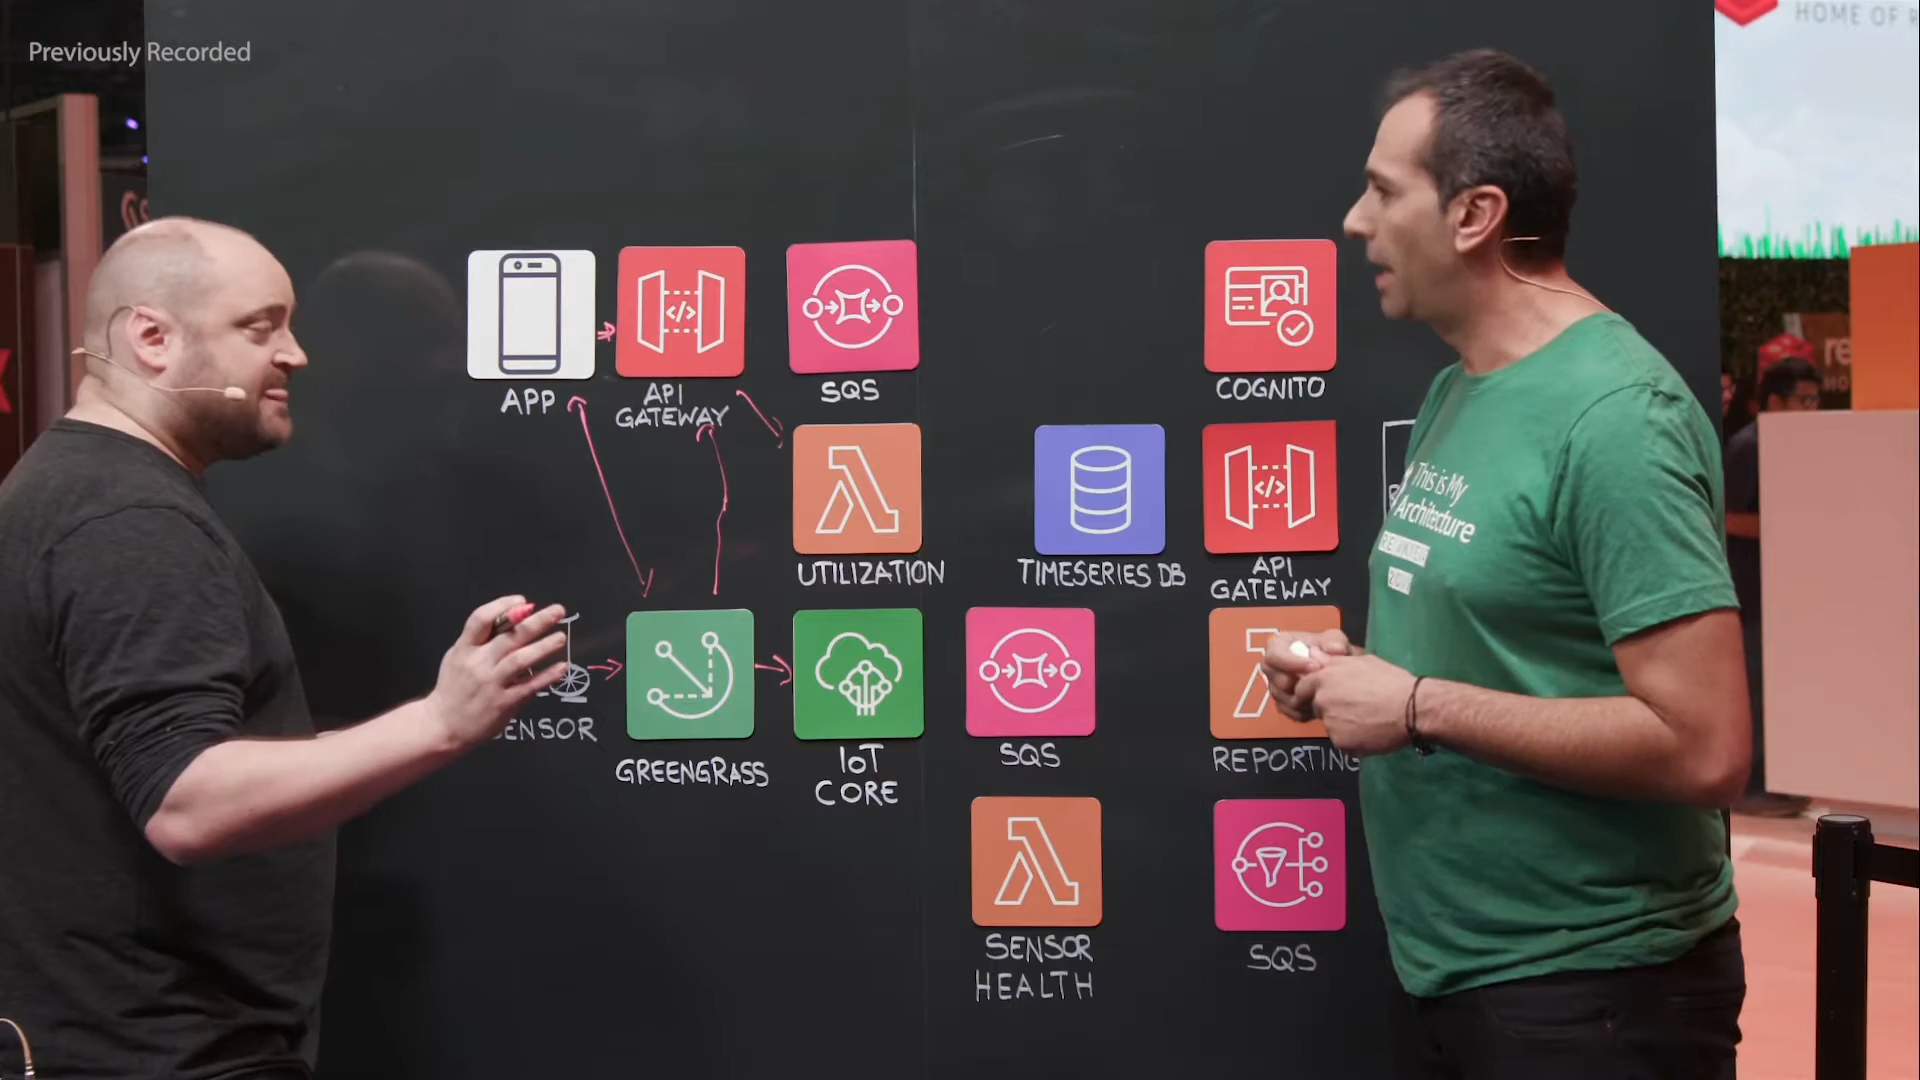 Previously Recorded
HOME OF
APP
API
GATEWAY
SQS
COGNITO
UTILIZATION
TIMESERIES DB
API
GATEWAY
This is My
Architecture
ENSOR
GREENGRASS
IoT
CORE
SQS
REPORTING
SENSOR
HEALTH
SQS